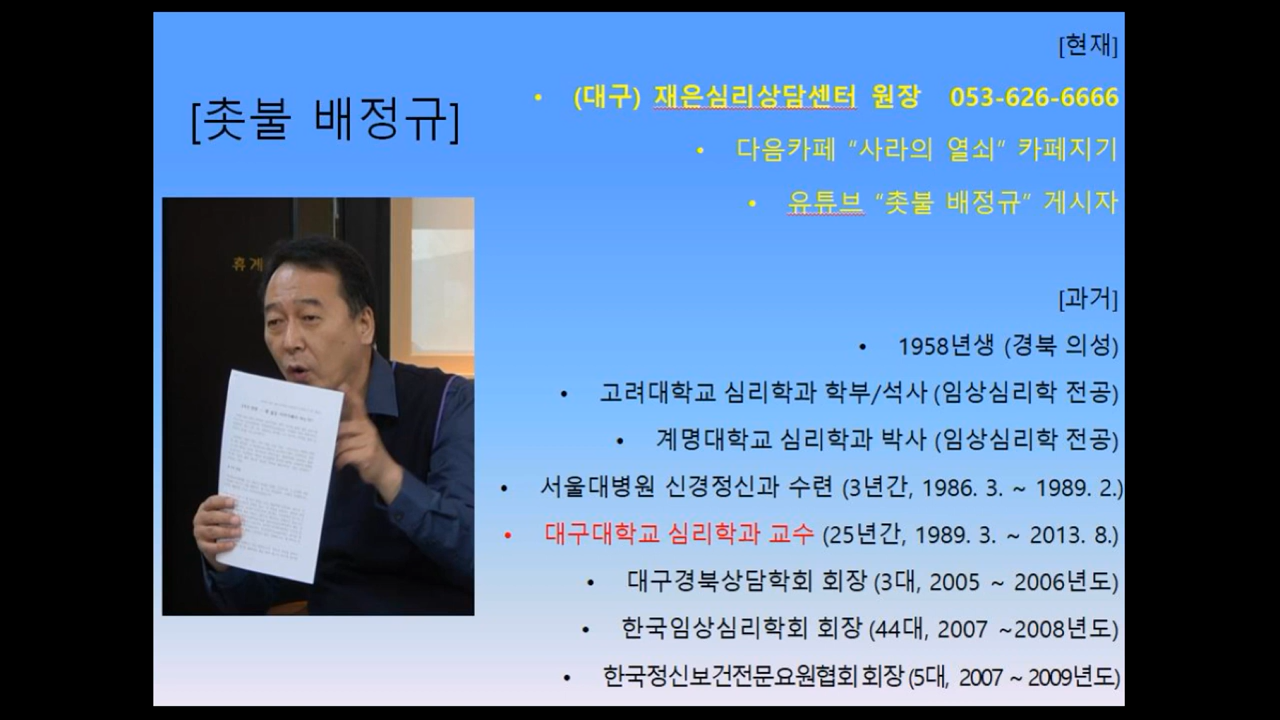 [촛불 배정규]
휴게
[현재]
• (대구) 재은심리상담센터 원장 053-626-6666
• 다음카페 “사라의 열쇠” 카페지기
• 유튜브 “촛불 배정규” 게시자
[과거]
• 1958년생 (경북 의성)
• 고려대학교 심리학과 학부/석사 (임상심리학 전공)
• 계명대학교 심리학과 박사 (임상심리학 전공)
• 서울대병원 신경정신과 수련 (3년간, 1986. 3. ~ 1989. 2.)
• 대구대학교 심리학과 교수 (25년간, 1989. 3. ~ 2013. 8.)
• 대구경북상담학회 회장 (3대, 2005 ~ 2006년도)
• 한국임상심리학회 회장 (44대, 2007 ~2008년도)
• 한국정신보건전문요원협회 회장 (5대, 2007 ~ 2009년도)